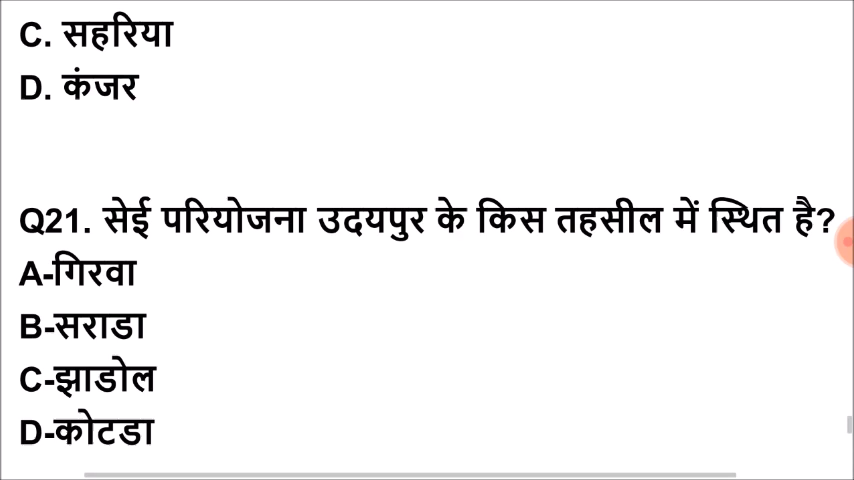 C. सहरिया
D. कंजर
Q21. सेई परियोजना उदयपुर के किस तहसील में स्थित है?
A-गिरवा
B-सराडा
C-झाडोल
D-कोटडा